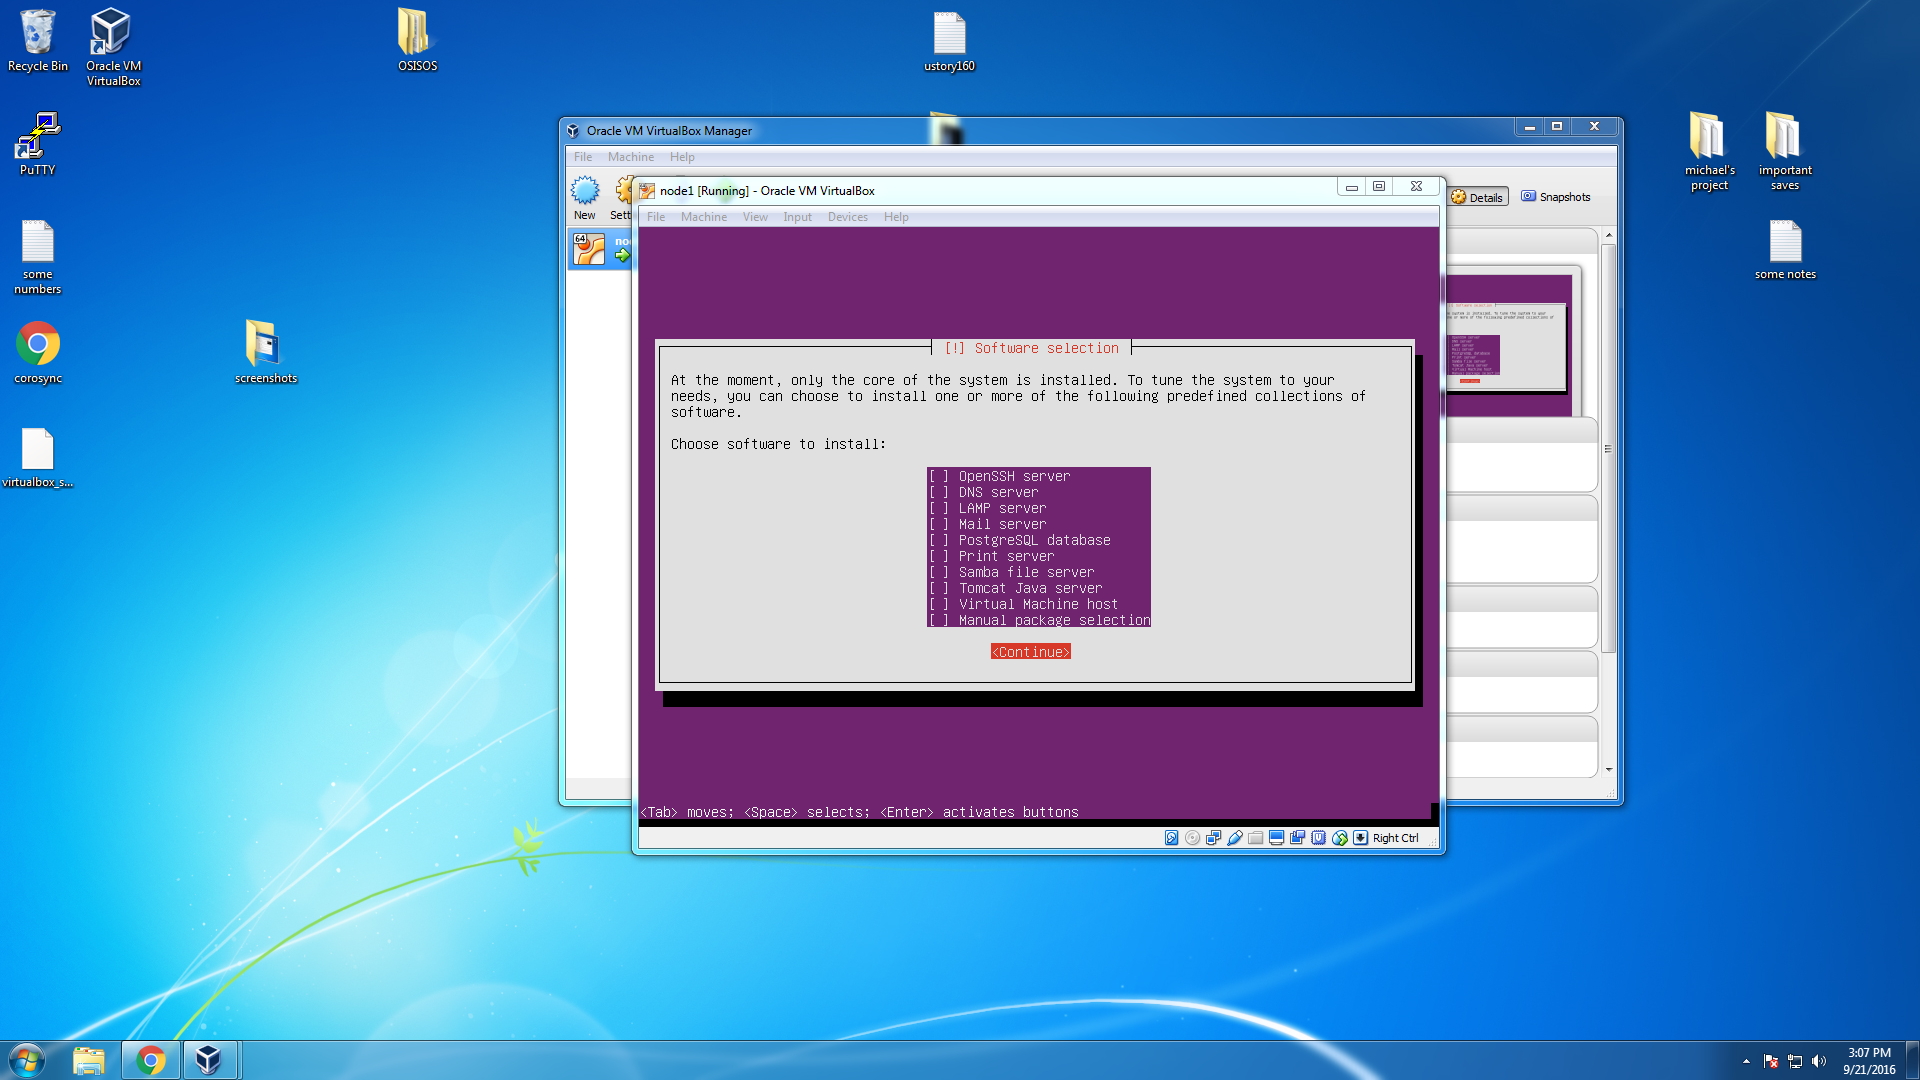 Recycle Bin
Oracle VM
VirtualBox
OSISOS
ustory160
PuTTY
some
numbers
corosync
screenshots
virtualbox_s...
michael's
project
important
saves
some notes
Oracle VM VirtualBox Manager
File Machine Help
New
Sett
Details
Snapshots
64
no
node1 [Running] - Oracle VM VirtualBox
File Machine View Input Devices Help
[!] Software selection
At the moment, only the core of the system is installed. To tune the system to your
needs, you can choose to install one or more of the following predefined collections of
software.
Choose software to install:
[ ] OpenSSH server
[ ] DNS server
[ ] LAMP server
[ ] Mail server
[ ] PostgreSQL database
[ ] Print server
[ ] Samba file server
[ ] Tomcat Java server
[ ] Virtual Machine host
[ ] Manual package selection
<Continue>
<Tab> moves; <Space> selects; <Enter> activates buttons
Right Ctrl
3:07 PM
9/21/2016